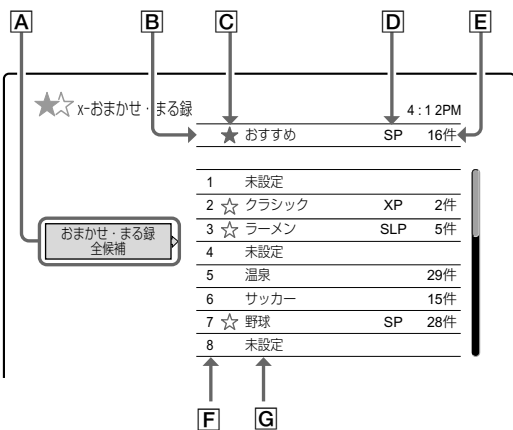 A B C D E
★☆ x-おまかせ・まる録 4:12PM
★ おすすめ SP 16件
1 未設定
2 ☆ クラシック XP 2件
3 ☆ ラーメン SLP 5件
おまかせ・まる録
全候補
4 未設定
5 温泉 29件
6 サッカー 15件
7 ☆ 野球 SP 28件
8 未設定
F G